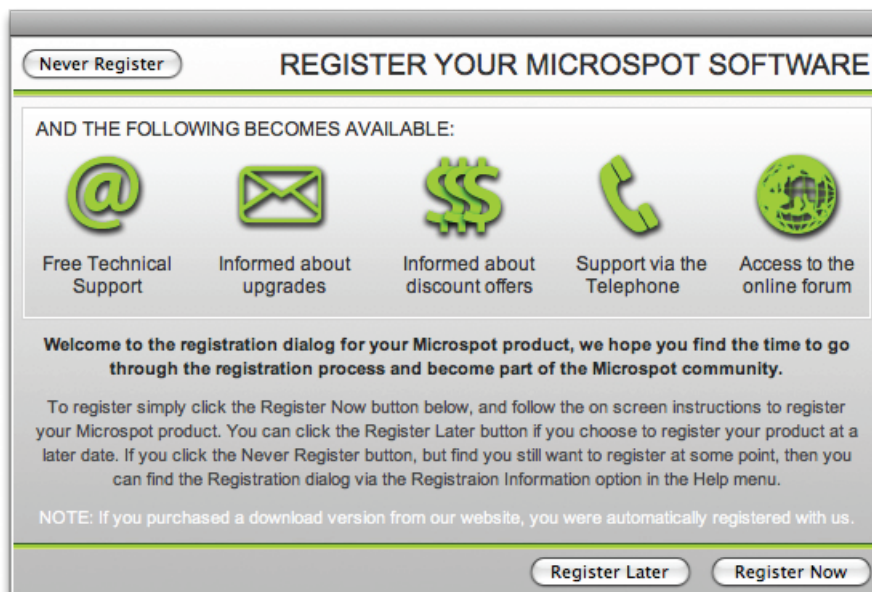 Never Register
REGISTER YOUR MICROSPOT SOFTWARE
AND THE FOLLOWING BECOMES AVAILABLE:
@
$$$
Free Technical
Support
Informed about
upgrades
Informed about
discount offers
Support via the
Telephone
Access to the
online forum
Welcome to the registration dialog for your Microspot product, we hope you find the time to go
through the registration process and become part of the Microspot community.
To register simply click the Register Now button below, and follow the on screen instructions to register
your Microspot product. You can click the Register Later button if you choose to register your product at a
later date. If you click the Never Register button, but find you still want to register at some point, then you
can find the Registration dialog via the Registraion Information option in the Help menu.
NOTE: If you purchased a download version from our website, you were automatically registered with us.
Register Later
Register Now